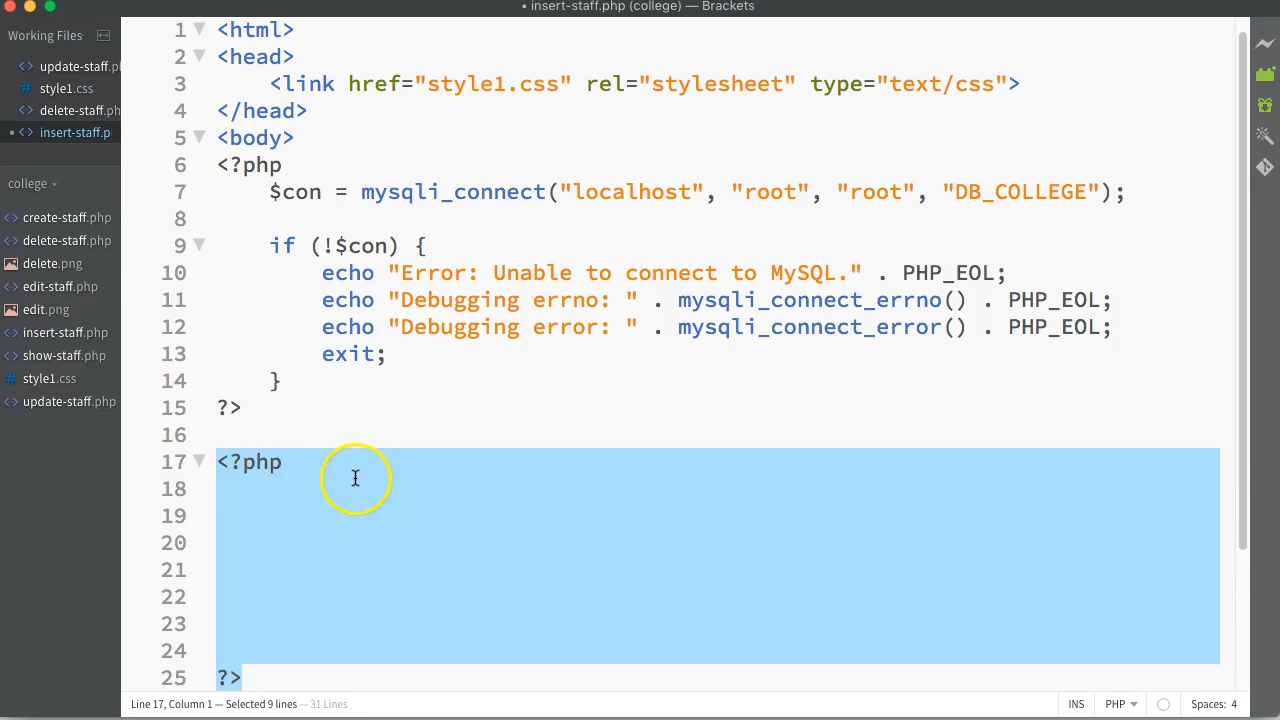 • insert-staff.php (college) — Brackets
Working Files
update-staff.p
style1.css
delete-staff.ph
• insert-staff.p
college
create-staff.php
delete-staff.php
delete.png
edit-staff.php
edit.png
insert-staff.php
show-staff.php
style1.css
update-staff.php
1 <html>
2 <head>
3 <link href="style1.css" rel="stylesheet" type="text/css">
4 </head>
5 <body>
6 <?php
7 $con = mysqli_connect("localhost", "root", "root", "DB_COLLEGE");
8
9 if (!$con) {
10 echo "Error: Unable to connect to MySQL." . PHP_EOL;
11 echo "Debugging errno: " . mysqli_connect_errno() . PHP_EOL;
12 echo "Debugging error: " . mysqli_connect_error() . PHP_EOL;
13 exit;
14 }
15 ?>
16
17 <?php
18
19
20
21
22
23
24
25 ?>
Line 17, Column 1 — Selected 9 lines — 31 Lines
INS PHP Spaces: 4